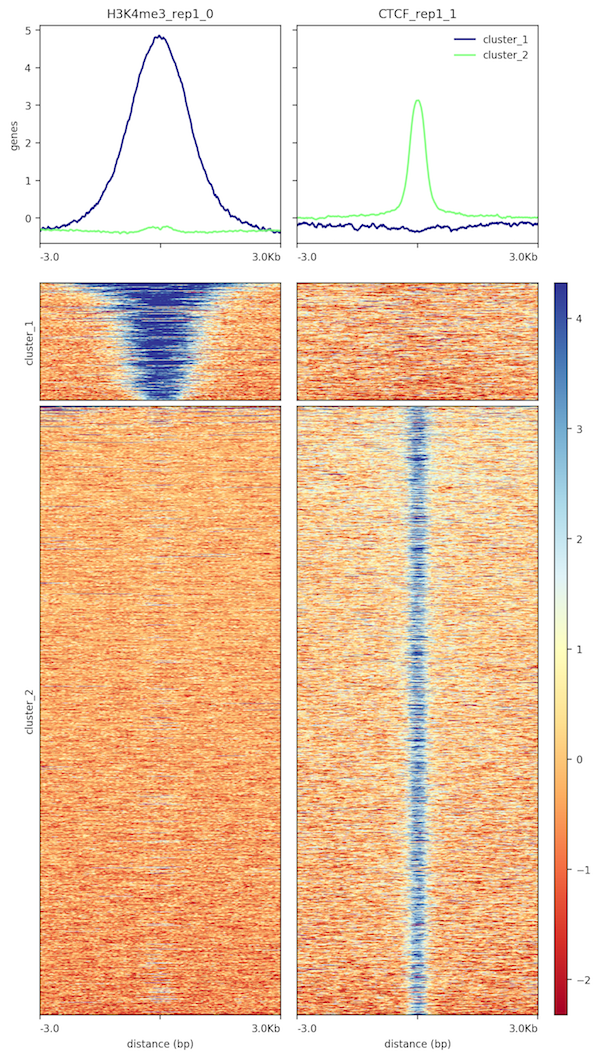 H3K4me3_rep1_0
CTCF_rep1_1
genes
5
4
3
2
1
0
cluster_1
cluster_2
-3.0
3.0Kb
-3.0
3.0Kb
cluster_1
cluster_2
4
3
2
1
0
−1
−2
-3.0
3.0Kb
-3.0
3.0Kb
distance (bp)
distance (bp)